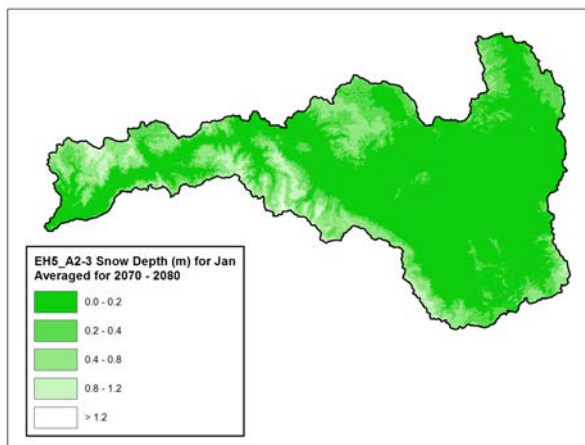 EH5_A2-3 Snow Depth (m) for Jan
Averaged for 2070 - 2080
0.0 - 0.2
0.2 - 0.4
0.4 - 0.8
0.8 - 1.2
> 1.2